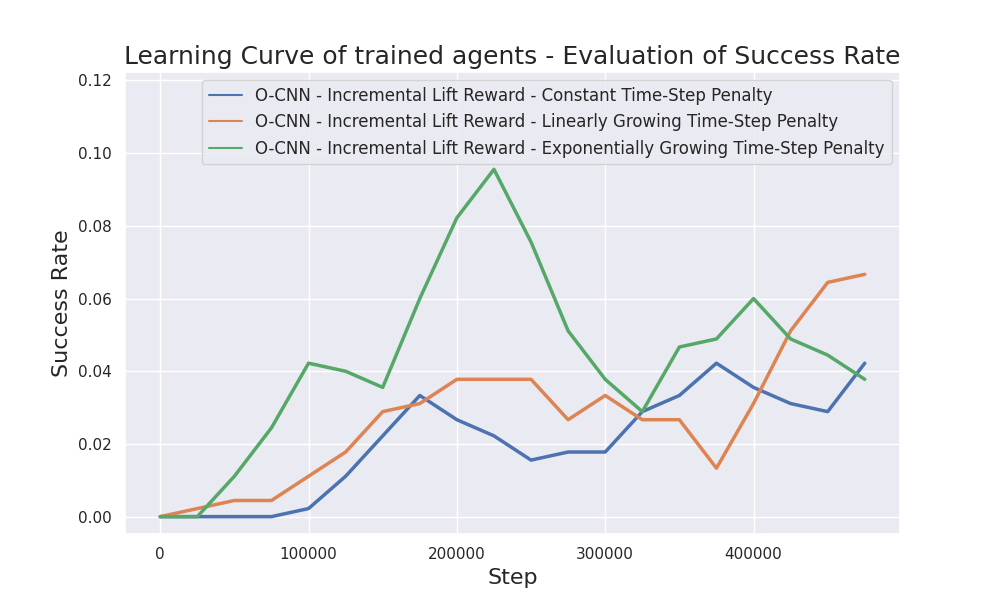 Learning Curve of trained agents - Evaluation of Success Rate
O-CNN - Incremental Lift Reward - Constant Time-Step Penalty
O-CNN - Incremental Lift Reward - Linearly Growing Time-Step Penalty
O-CNN - Incremental Lift Reward - Exponentially Growing Time-Step Penalty
Success Rate
0.12
0.10
0.08
0.06
0.04
0.02
0.00
0 100000 200000 300000 400000
Step